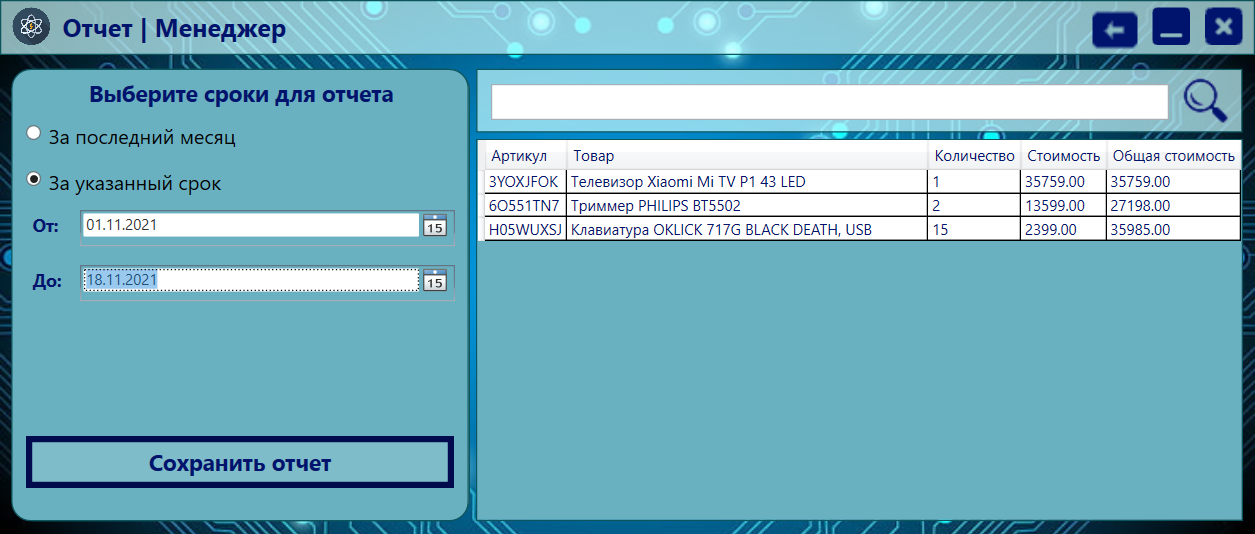 Отчет | Менеджер
Выберите сроки для отчета
За последний месяц
За указанный срок
От: 01.11.2021 15
До: 18.11.2021 15
Сохранить отчет
Артикул Товар Количество Стоимость Общая стоимость
3YOXJFOK Телевизор Xiaomi Mi TV P1 43 LED 1 35759.00 35759.00
6O551TN7 Триммер PHILIPS BT5502 2 13599.00 27198.00
H05WUXSJ Клавиатура OKLICK 717G BLACK DEATH, USB 15 2399.00 35985.00